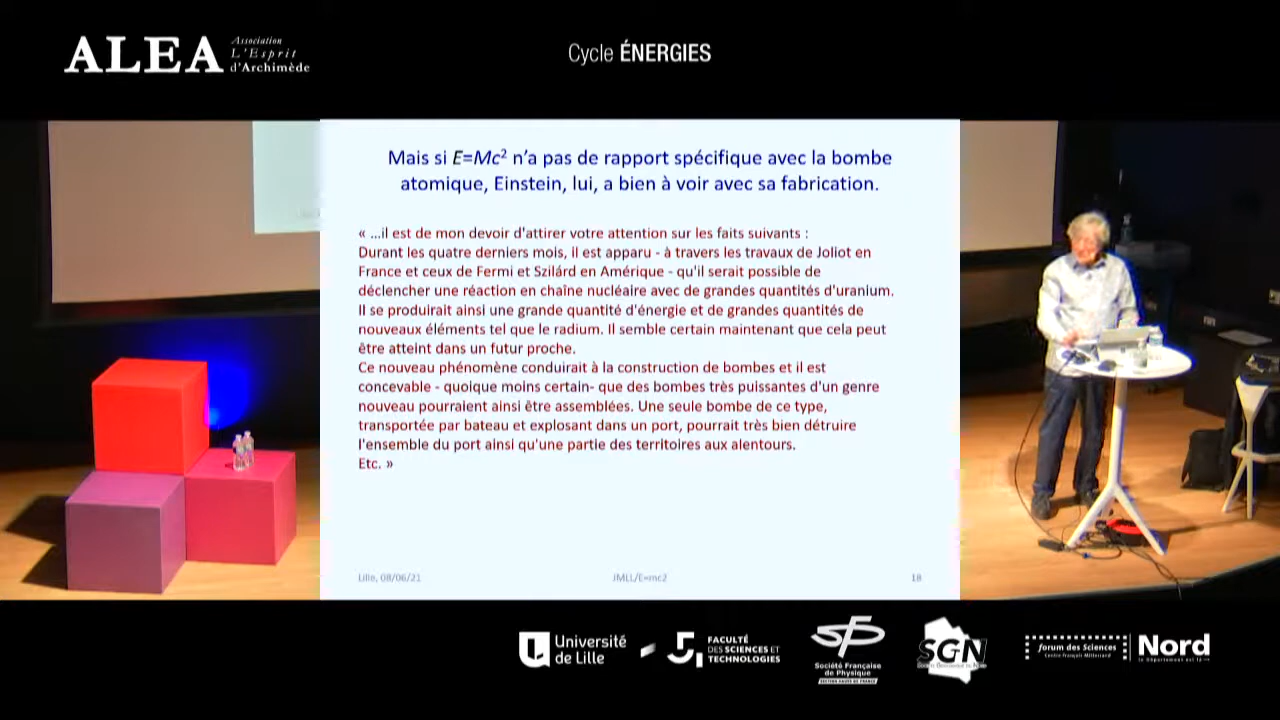 ALEA
Association
L'Esprit
d'Archimède
Cycle ÉNERGIES
Mais si E=Mc² n'a pas de rapport spécifique avec la bombe
atomique, Einstein, lui, a bien à voir avec sa fabrication.
« ...il est de mon devoir d'attirer votre attention sur les faits suivants :
Durant les quatre derniers mois, il est apparu - à travers les travaux de Joliot en
France et ceux de Fermi et Szilárd en Amérique - qu'il serait possible de
déclencher une réaction en chaîne nucléaire avec de grandes quantités d'uranium.
Il se produirait ainsi une grande quantité d'énergie et de grandes quantités de
nouveaux éléments tel que le radium. Il semble certain maintenant que cela peut
être atteint dans un futur proche.
Ce nouveau phénomène conduirait à la construction de bombes et il est
concevable - quoique moins certain- que des bombes très puissantes d'un genre
nouveau pourraient ainsi être assemblées. Une seule bombe de ce type,
transportée par bateau et explosant dans un port, pourrait très bien détruire
l'ensemble du port ainsi qu'une partie des territoires aux alentours.
Etc. »
Lille, 08/06/21
JMLL/E=mc2
18
Université
de Lille
FACULTÉ
DES SCIENCES ET
TECHNOLOGIES
sfp
Société Française
de Physique
SGN
forum des Sciences
Centre François Mitterrand
Nord
le Département est là